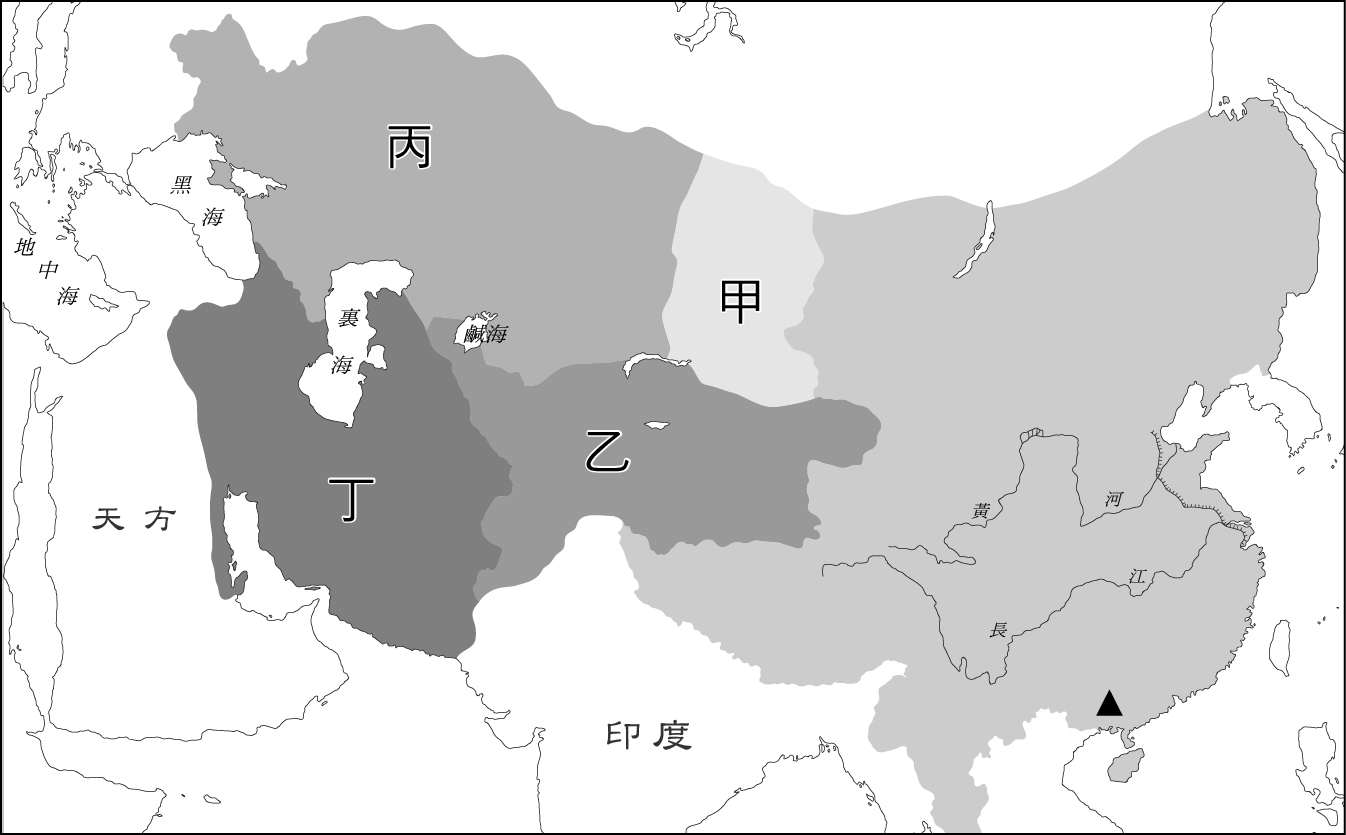 丙
黑海
地中海
甲
裏海
鹹海
乙
丁
天方
黃河
長江
印度